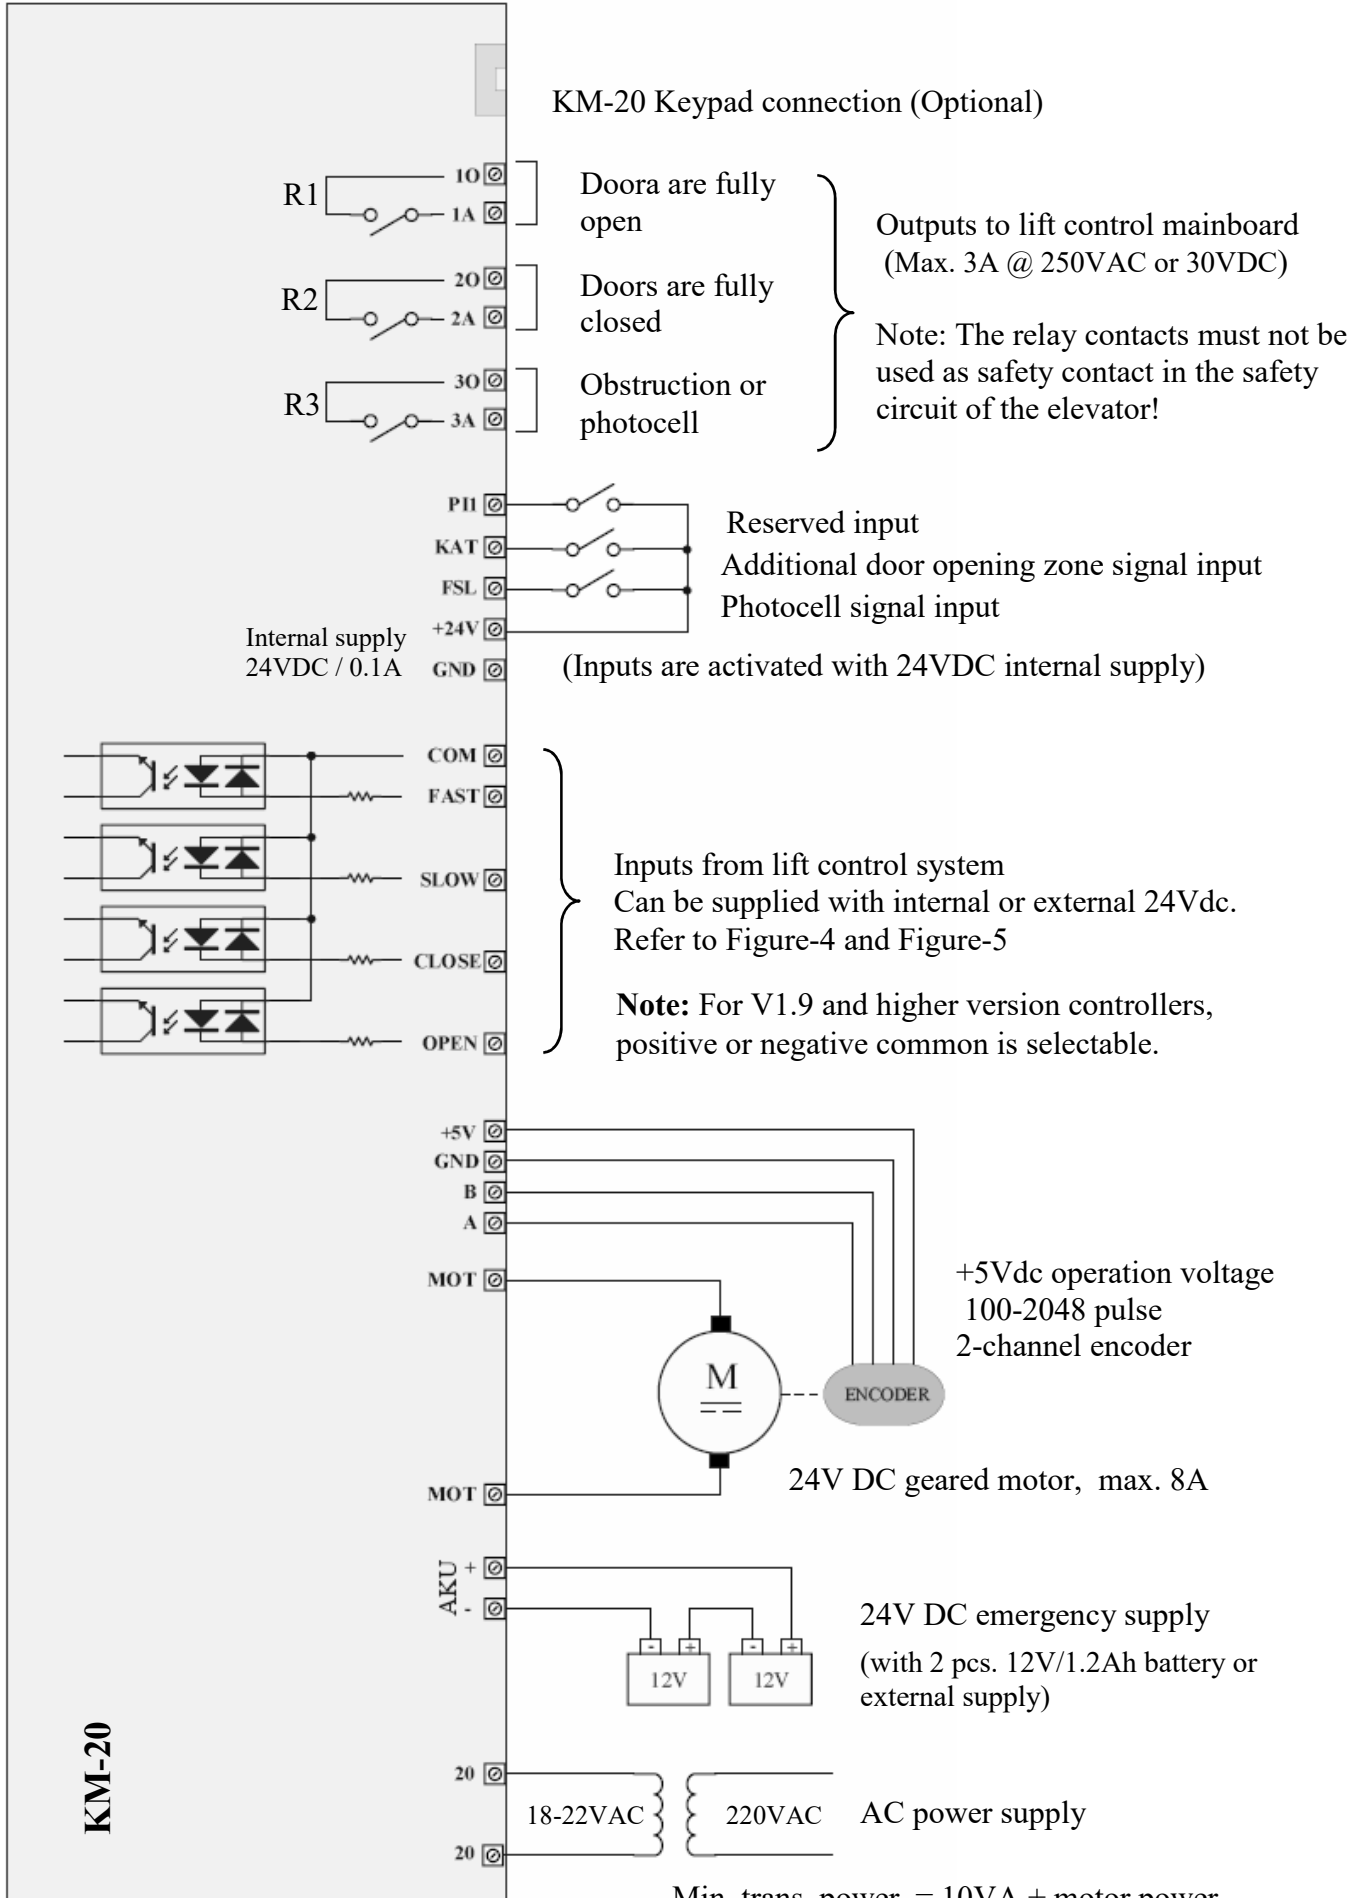 KM-20 Keypad connection (Optional)
R1
1O
1A
Doora are fully
open
R2
2O
2A
Doors are fully
closed
R3
3O
3A
Obstruction or
photocell
Outputs to lift control mainboard
(Max. 3A @ 250VAC or 30VDC)
Note: The relay contacts must not be
used as safety contact in the safety
circuit of the elevator!
PI1
KAT
FSL
+24V
GND
Reserved input
Additional door opening zone signal input
Photocell signal input
Internal supply
24VDC / 0.1A
(Inputs are activated with 24VDC internal supply)
COM
FAST
SLOW
CLOSE
OPEN
Inputs from lift control system
Can be supplied with internal or external 24Vdc.
Refer to Figure-4 and Figure-5
Note: For V1.9 and higher version controllers,
positive or negative common is selectable.
+5V
GND
B
A
MOT
M
ENCODER
+5Vdc operation voltage
100-2048 pulse
2-channel encoder
24V DC geared motor, max. 8A
MOT
AKU
+
-
- + - +
12V 12V
24V DC emergency supply
(with 2 pcs. 12V/1.2Ah battery or
external supply)
KM-20
20
20
18-22VAC
220VAC
AC power supply
Min. trans. power = 10VA + motor power